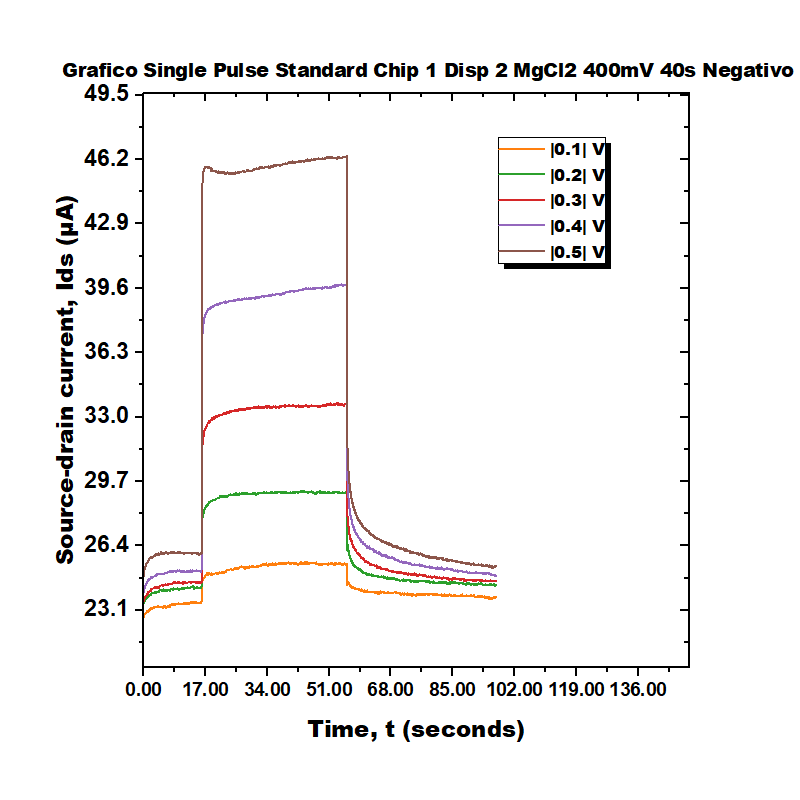 Grafico Single Pulse Standard Chip 1 Disp 2 MgCl2 400mV 40s Negativo
49.5
46.2
42.9
39.6
36.3
33.0
29.7
26.4
23.1
Source-drain current, Ids (µA)
|0.1| V
|0.2| V
|0.3| V
|0.4| V
|0.5| V
0.00 17.00 34.00 51.00 68.00 85.00 102.00 119.00 136.00
Time, t (seconds)